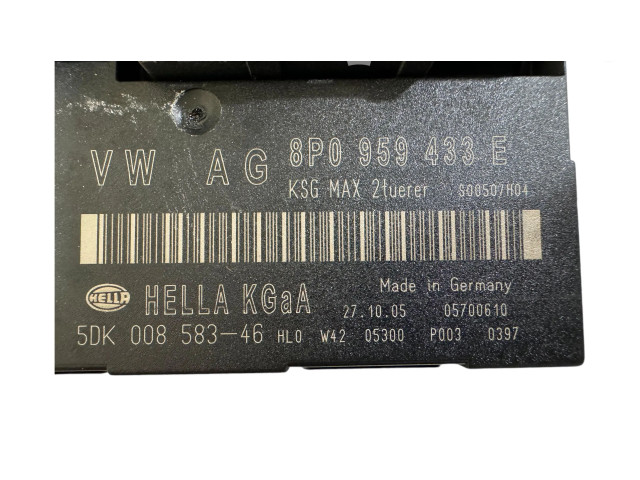 VW AG 8P0 959 433 E
KSG MAX 2tuerer S00507H04
HELLA HELLA KGaA Made in Germany
27.10.05 05700610
5DK 008 583-46 HL0 W42 05300 P003 0397